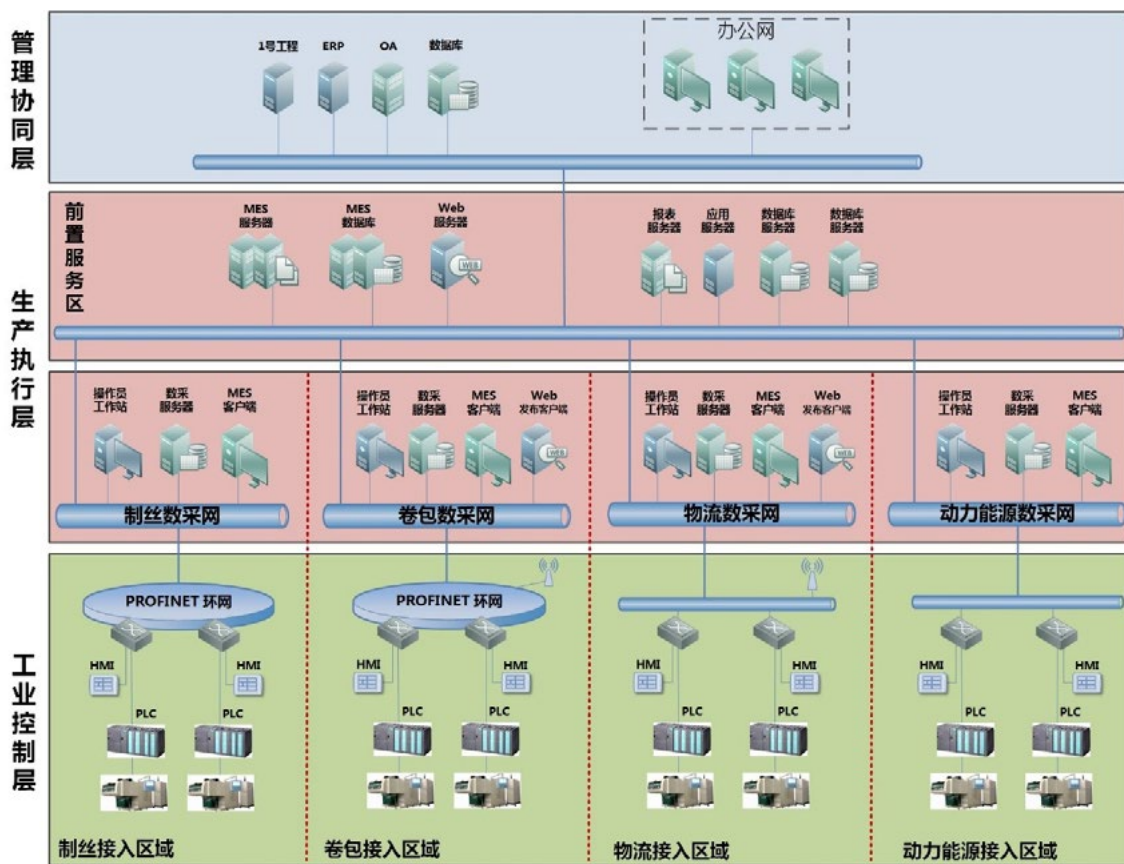 管理协同层
1号工程
ERP
OA
数据库
办公网
生产执行层
前置服务区
MES
服务器
MES
数据库
Web
服务器
WEB
报表
服务器
应用
服务器
数据库
服务器
数据库
服务器
操作员
工作站
数采
服务器
MES
客户端
制丝数采网
操作员
工作站
数采
服务器
MES
客户端
Web
发布客户端
WEB
卷包数采网
操作员
工作站
数采
服务器
MES
客户端
Web
发布客户端
WEB
物流数采网
操作员
工作站
数采
服务器
MES
客户端
动力能源数采网
工业控制层
PROFINET 环网
HMI
HMI
PLC
PLC
制丝接入区域
PROFINET 环网
HMI
HMI
PLC
PLC
卷包接入区域
HMI
HMI
PLC
PLC
物流接入区域
HMI
HMI
PLC
PLC
动力能源接入区域